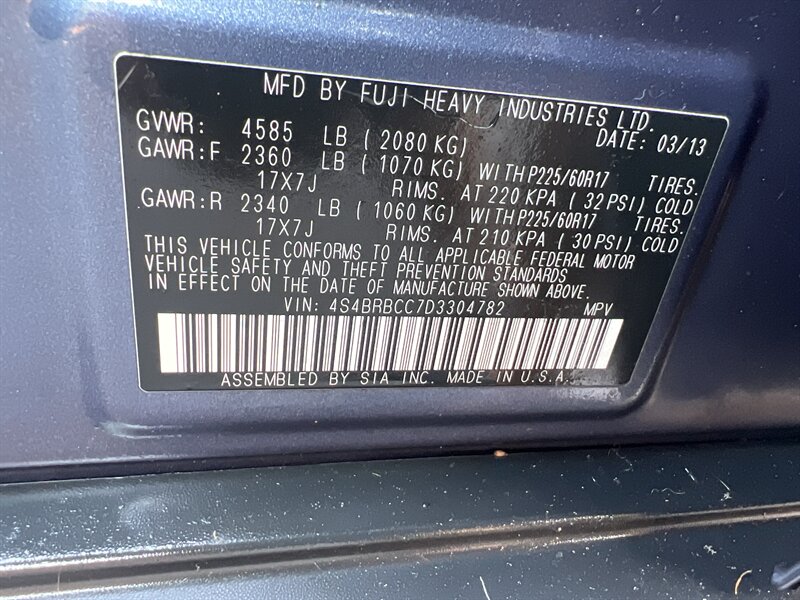 MFD BY FUJI HEAVY INDUSTRIES LTD.
GVWR: 4585 LB ( 2080 KG) DATE: 03/13
GAWR:F 2360 LB ( 1070 KG) WITH P225/60R17 TIRES.
17X7J RIMS. AT 220 KPA ( 32 PSI) COLD
GAWR:R 2340 LB ( 1060 KG) WITH P225/60R17 TIRES.
17X7J RIMS. AT 210 KPA ( 30 PSI) COLD
THIS VEHICLE CONFORMS TO ALL APPLICABLE FEDERAL MOTOR
VEHICLE SAFETY AND THEFT PREVENTION STANDARDS
IN EFFECT ON THE DATE OF MANUFACTURE SHOWN ABOVE.
VIN: 4S4BRBCC7D3304782 MPV
ASSEMBLED BY SIA INC. MADE IN U.S.A.